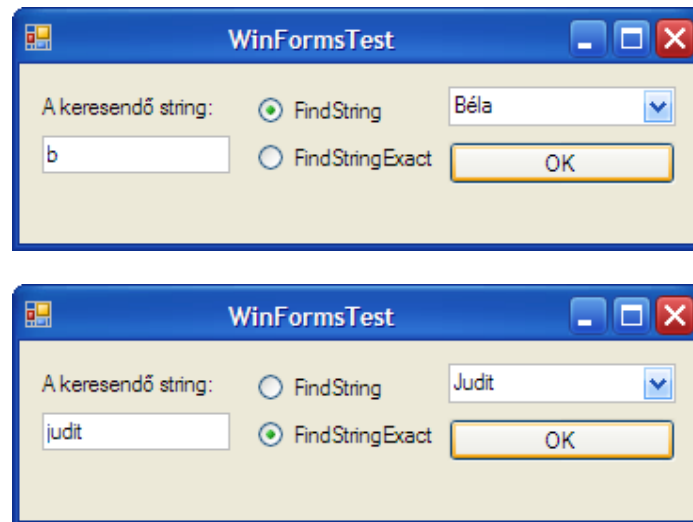 WinFormsTest
A keresendő string:
FindString
Béla
b
FindStringExact
OK
WinFormsTest
A keresendő string:
FindString
Judit
judit
FindStringExact
OK